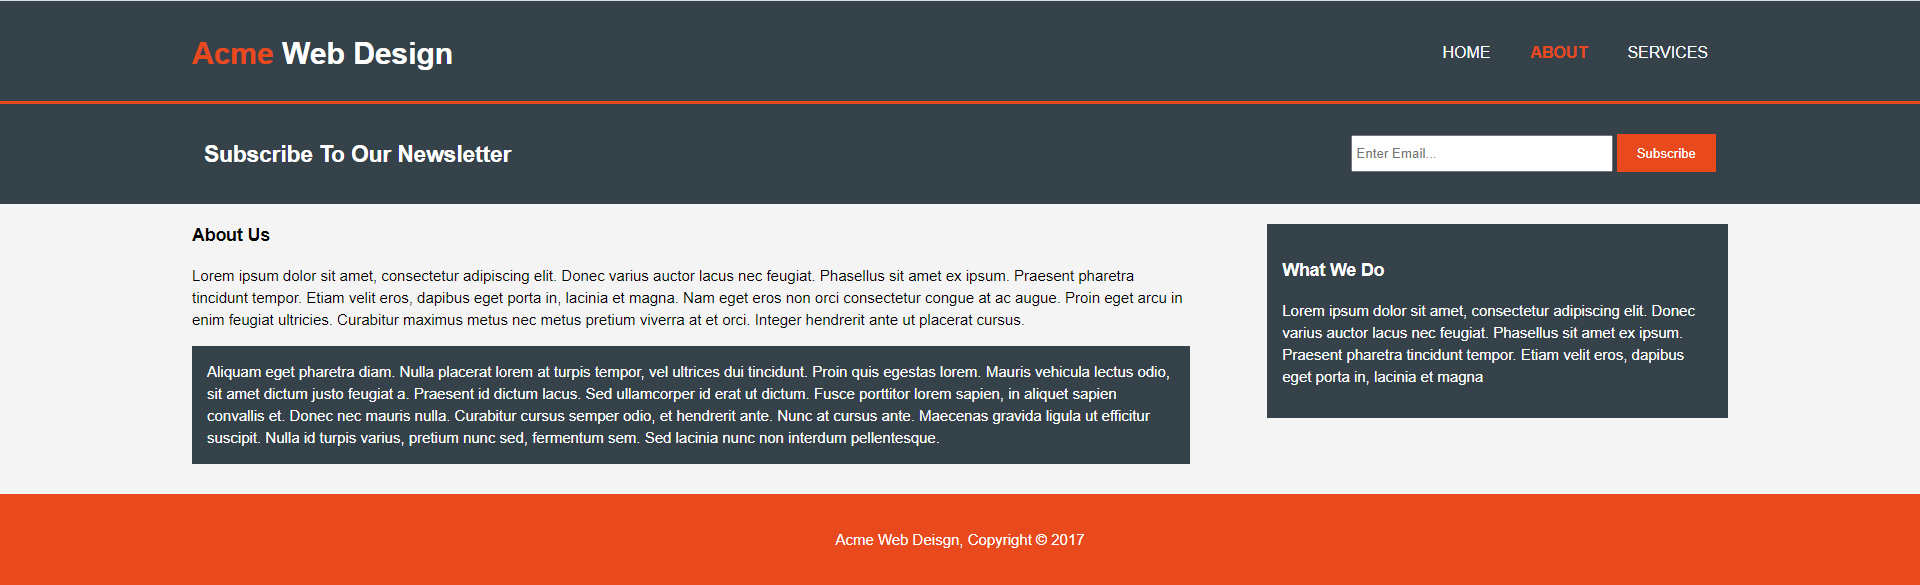 Acme Web Design
HOME ABOUT SERVICES
Subscribe To Our Newsletter
Enter Email... Subscribe
About Us
Lorem ipsum dolor sit amet, consectetur adipiscing elit. Donec varius auctor lacus nec feugiat. Phasellus sit amet ex ipsum. Praesent pharetra
tincidunt tempor. Etiam velit eros, dapibus eget porta in, lacinia et magna. Nam eget eros non orci consectetur congue at ac augue. Proin eget arcu in
enim feugiat ultricies. Curabitur maximus metus nec metus pretium viverra at et orci. Integer hendrerit ante ut placerat cursus.
Aliquam eget pharetra diam. Nulla placerat lorem at turpis tempor, vel ultrices dui tincidunt. Proin quis egestas lorem. Mauris vehicula lectus odio,
sit amet dictum justo feugiat a. Praesent id dictum lacus. Sed ullamcorper id erat ut dictum. Fusce porttitor lorem sapien, in aliquet sapien
convallis et. Donec nec mauris nulla. Curabitur cursus semper odio, et hendrerit ante. Nunc at cursus ante. Maecenas gravida ligula ut efficitur
suscipit. Nulla id turpis varius, pretium nunc sed, fermentum sem. Sed lacinia nunc non interdum pellentesque.
What We Do
Lorem ipsum dolor sit amet, consectetur adipiscing elit. Donec
varius auctor lacus nec feugiat. Phasellus sit amet ex ipsum.
Praesent pharetra tincidunt tempor. Etiam velit eros, dapibus
eget porta in, lacinia et magna
Acme Web Deisgn, Copyright © 2017